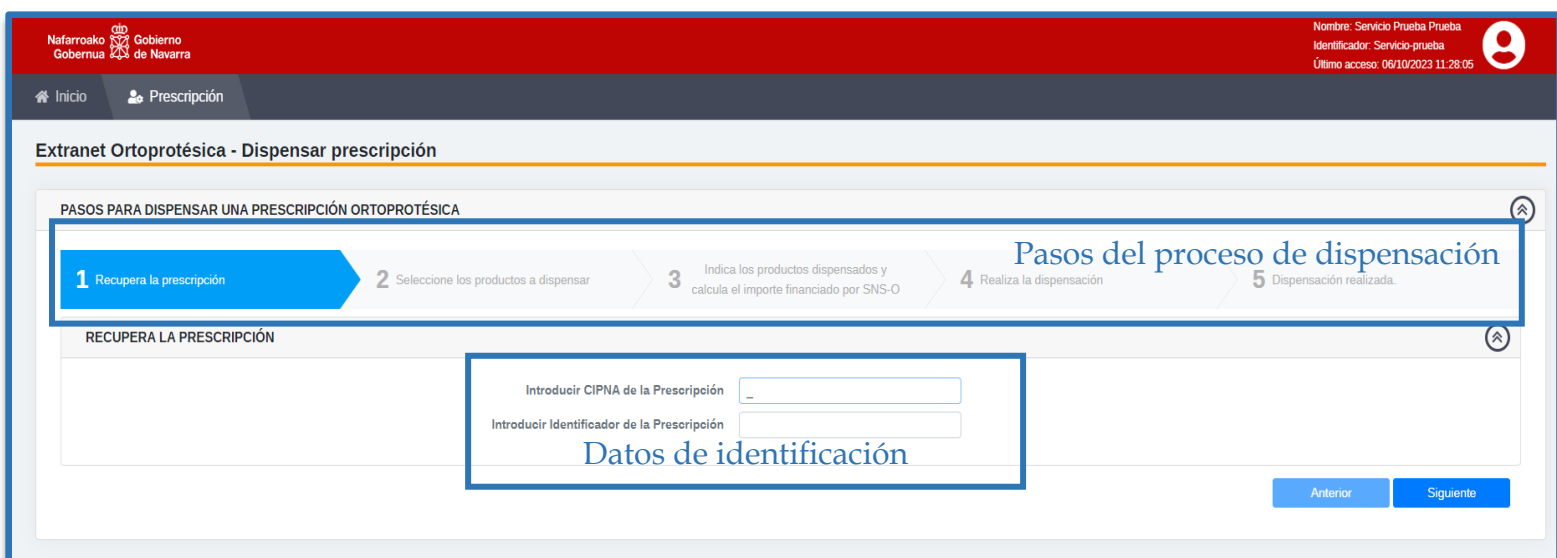 Nafarroako Gobierno
Gobernua de Navarra
Nombre: Servicio Prueba Prueba
Identificador: Servicio-prueba
Último acceso: 06/10/2023 11:28:05
Inicio Prescripción
Extranet Ortoprotésica - Dispensar prescripción
PASOS PARA DISPENSAR UNA PRESCRIPCIÓN ORTOPROTÉSICA
Pasos del proceso de dispensación
1 Recupera la prescripción
2 Seleccione los productos a dispensar
3 Indica los productos dispensados y
calcula el importe financiado por SNS-O
4 Realiza la dispensación
5 Dispensación realizada.
RECUPERA LA PRESCRIPCIÓN
Introducir CIPNA de la Prescripción _
Introducir Identificador de la Prescripción
Datos de identificación
Anterior Siguiente